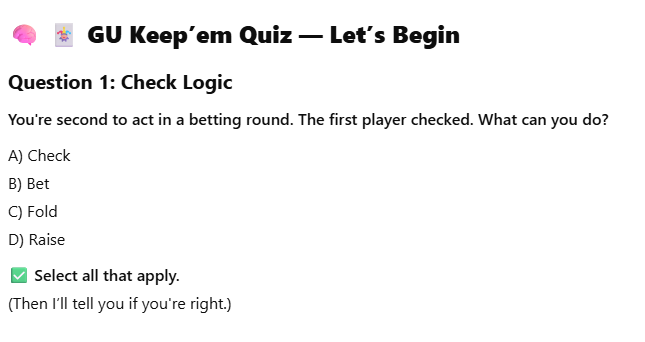 🧠 🃏 GU Keep’em Quiz — Let’s Begin
Question 1: Check Logic
You're second to act in a betting round. The first player checked. What can you do?
A) Check
B) Bet
C) Fold
D) Raise
✅ Select all that apply.
(Then I’ll tell you if you're right.)